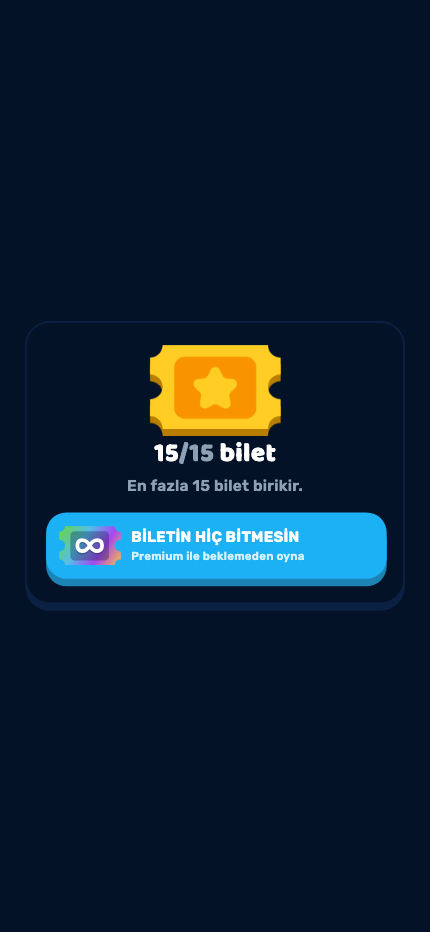 15/15 bilet
En fazla 15 bilet birikir.
BİLETİN HİÇ BİTMESİN
Premium ile beklemeden oyna